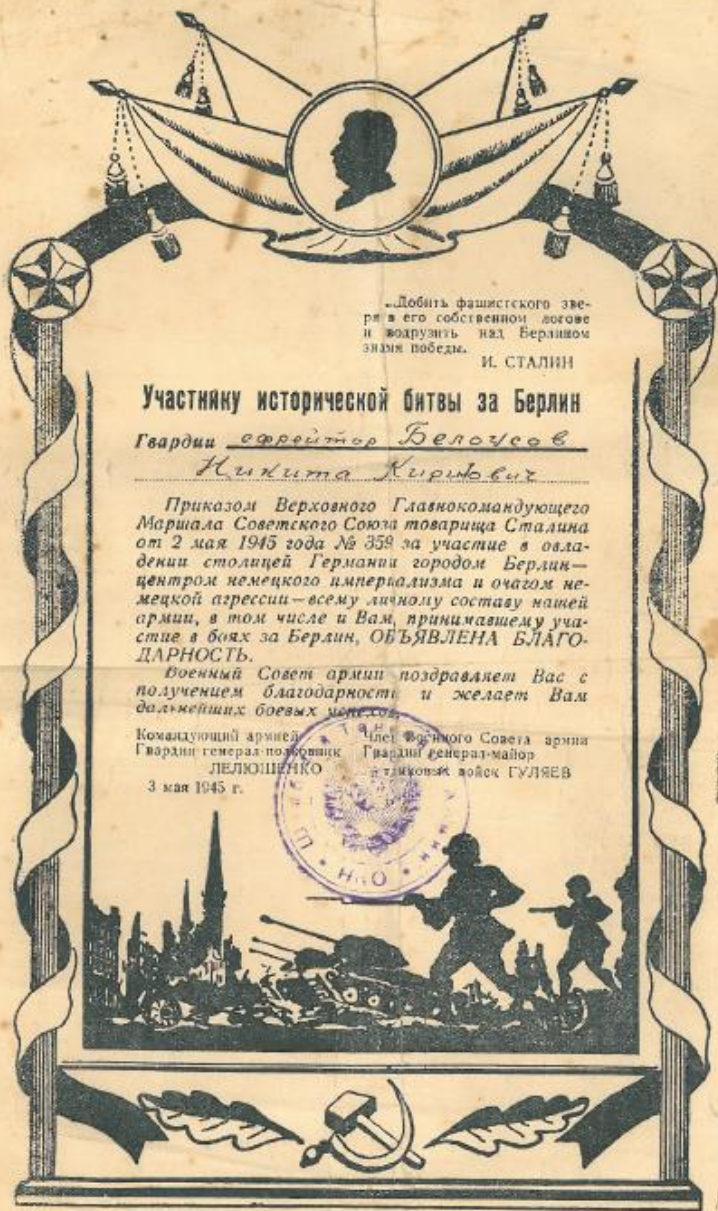 „Добить фашистского зве-
ря в его собственном логове
и водрузить над Берлином
знамя победы.
И. СТАЛИН
Участнику исторической битвы за Берлин
Гвардии ефрейтор Белоусов
Никита
Приказом Верховного Главнокомандующего
Маршала Советского Союза товарища Сталина
от 2 мая 1945 года № 359 за участие в овла-
дении столицей Германии городом Берлин—
центром немецкого империализма и очагом не-
мецкой агрессии—всему личному составу нашей
армии, в том числе и Вам, принимавшему уча-
стие в боях за Берлин, ОБЪЯВЛЕНА БЛАГО-
ДАРНОСТЬ.
Военный Совет армии поздравляет Вас с
получением благодарности и желает Вам
дальнейших боевых успехов.
Командующий армией
Гвардии генерал-полковник
ЛЕЛЮШЕНКО
3 мая 1945 г.
Член Военного Совета армии
Гвардии генерал-майор
танковых войск ГУЛЯЕВ